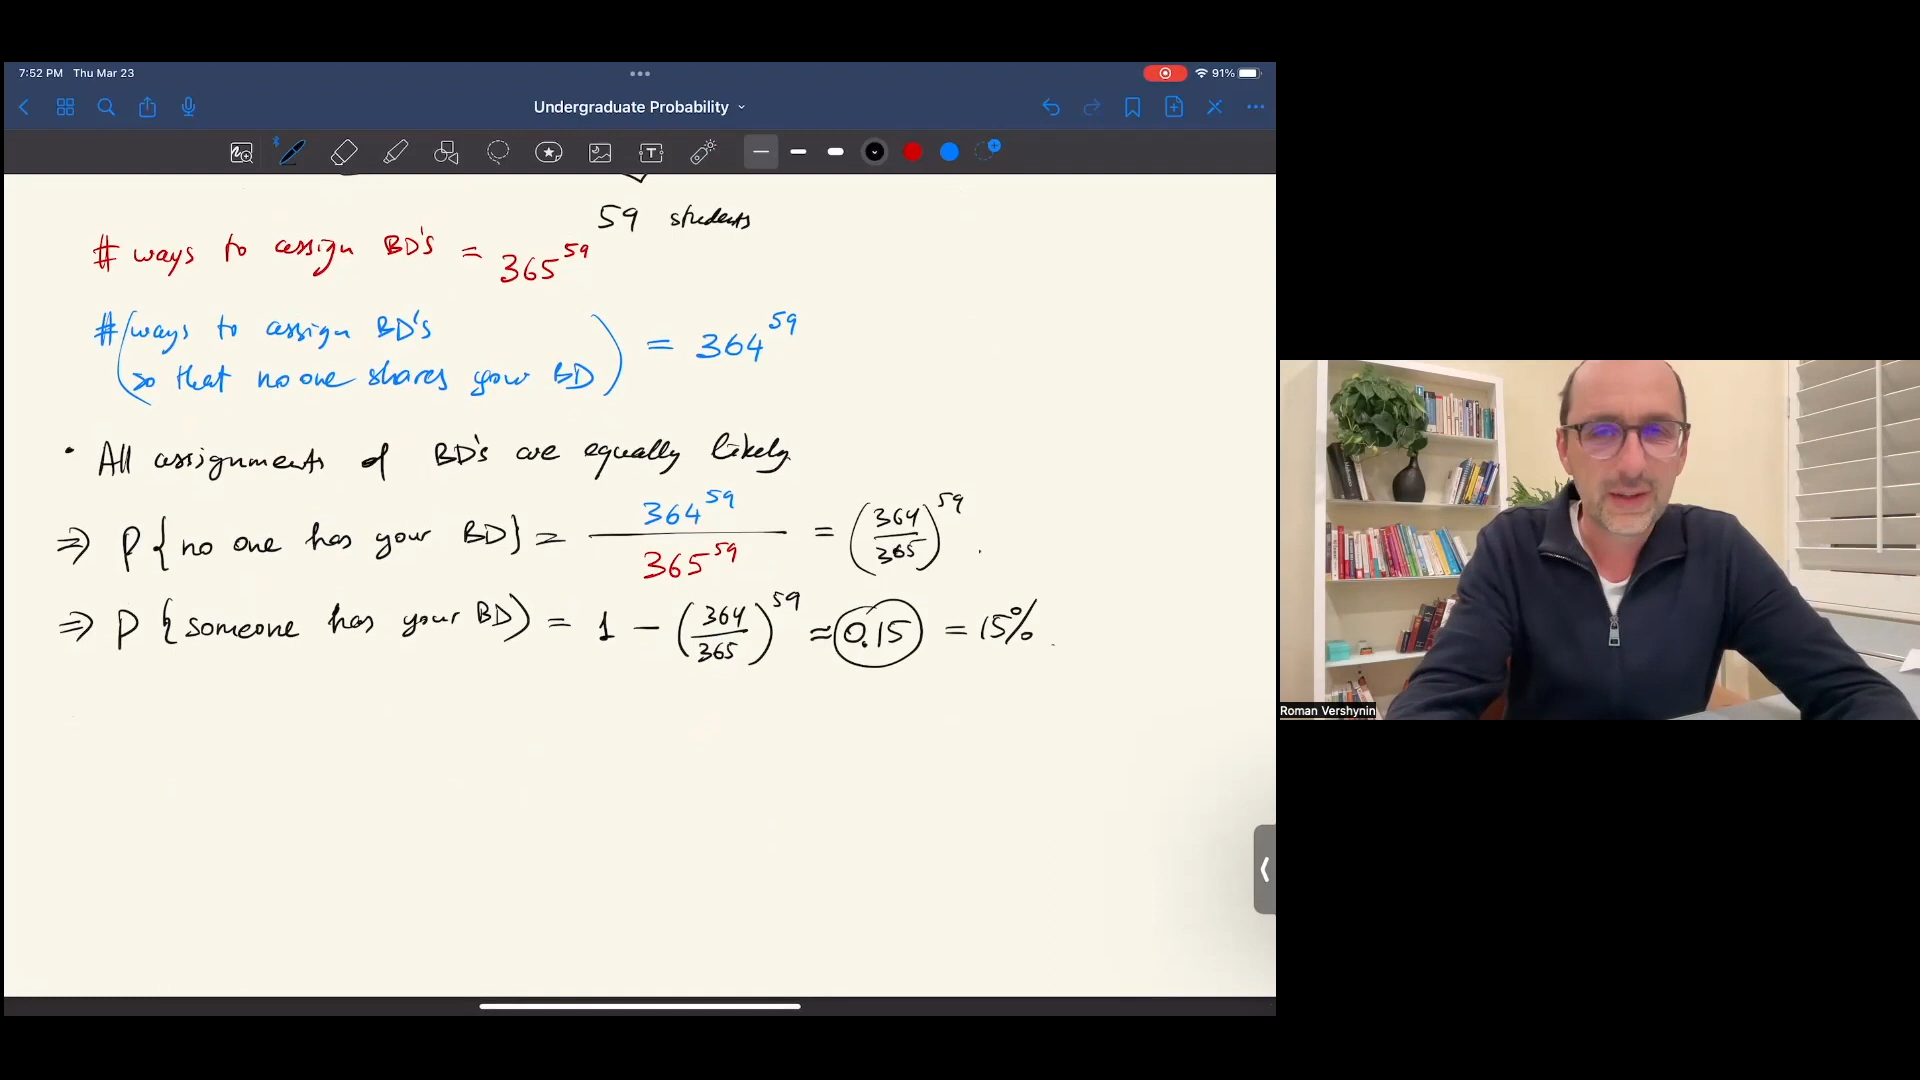 7:52 PM Thu Mar 23
91%
Undergraduate Probability
59 students
# ways to assign BD's = 365^59
#(ways to assign BD's
so that no one shares your BD) = 364^59
• All assignments of BD's are equally likely
⇒ P{no one has your BD} = 364^59 / 365^59 = (364/365)^59.
⇒ P{someone has your BD) = 1 − (364/365)^59 ≈ 0.15 = 15%.
Roman Vershynin